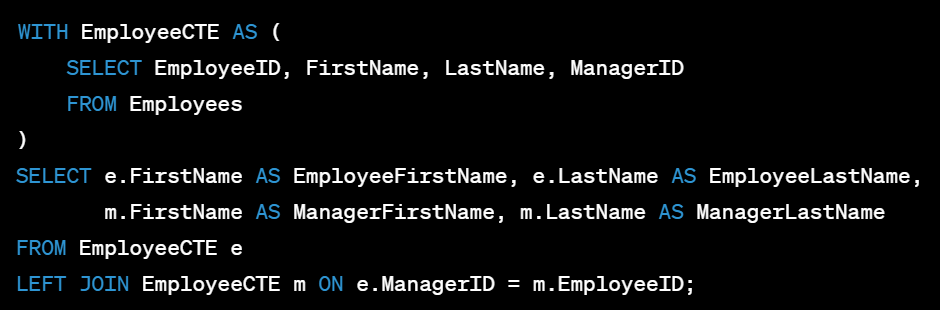 WITH EmployeeCTE AS (
    SELECT EmployeeID, FirstName, LastName, ManagerID
    FROM Employees
)
SELECT e.FirstName AS EmployeeFirstName, e.LastName AS EmployeeLastName,
       m.FirstName AS ManagerFirstName, m.LastName AS ManagerLastName
FROM EmployeeCTE e
LEFT JOIN EmployeeCTE m ON e.ManagerID = m.EmployeeID;